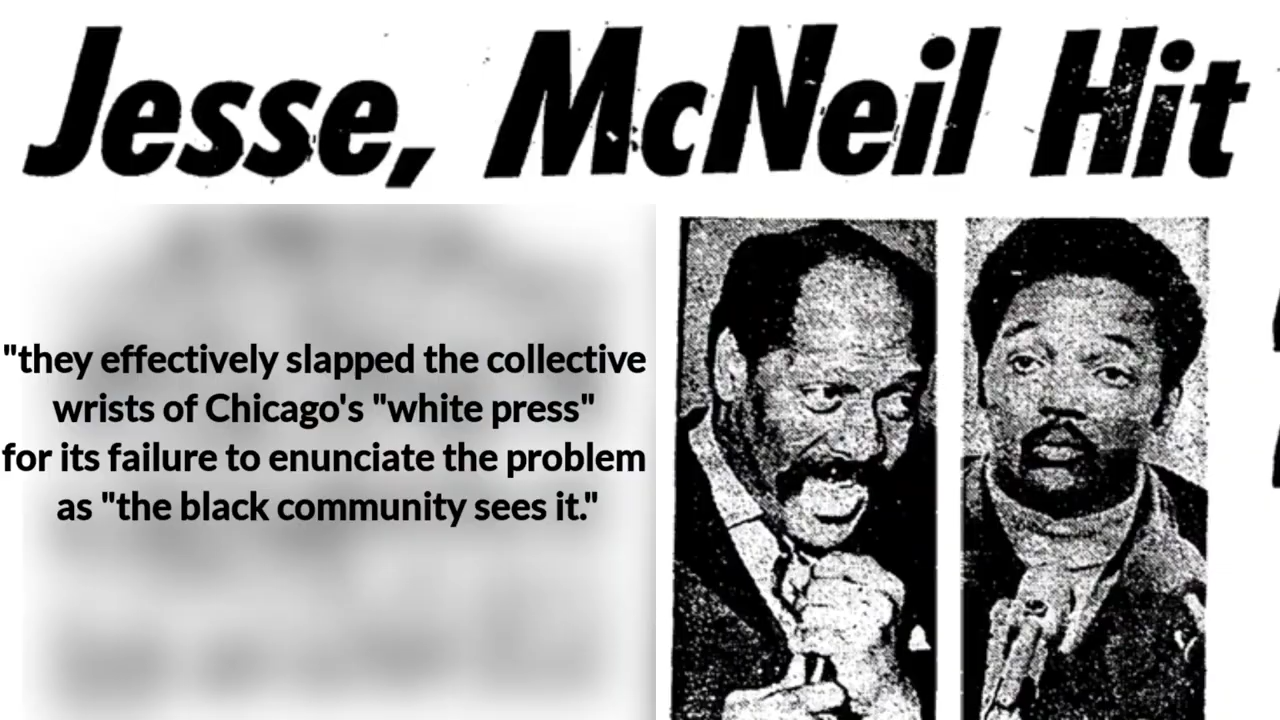 Jesse, McNeil Hit
"they effectively slapped the collective
wrists of Chicago's "white press"
for its failure to enunciate the problem
as "the black community sees it."